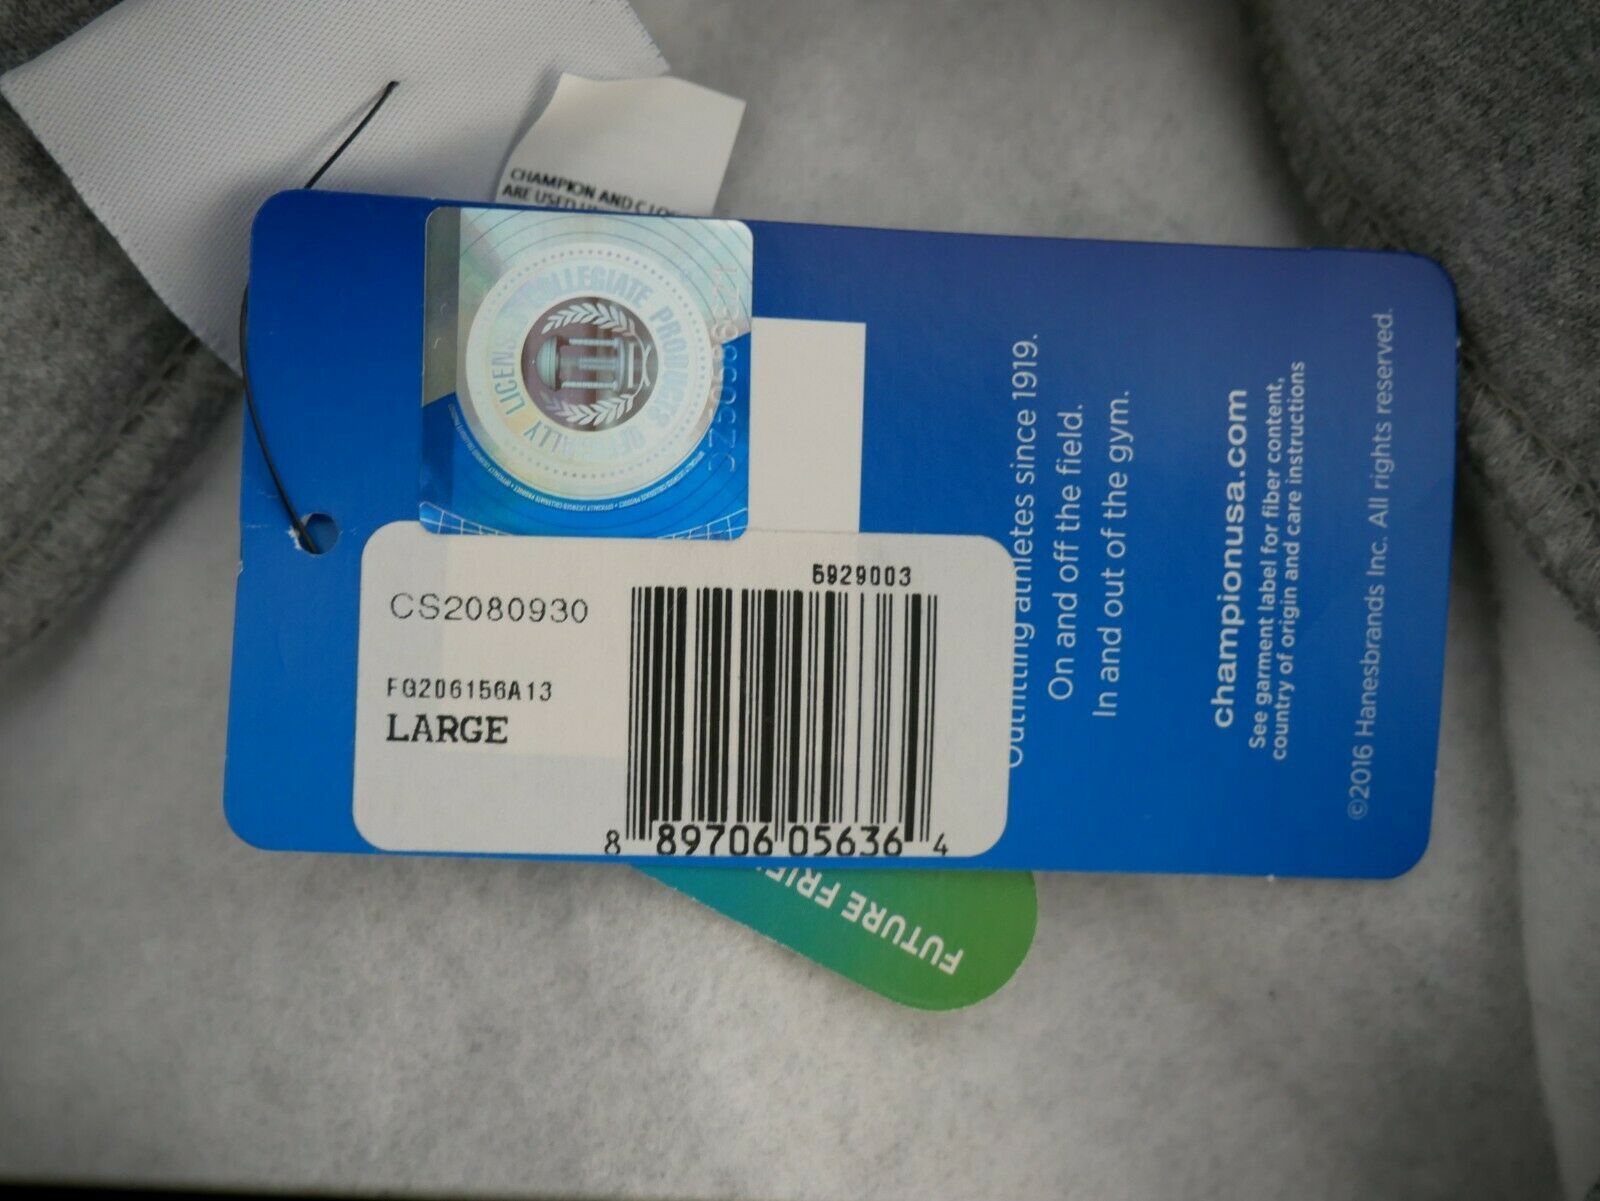 CHAMPION AND C
ARE USED
OFFICIALLY LICENSED COLLEGIATE PRODUCTS
6929003
CS2080930
FG206156A13
LARGE
8 89706 05636 4
Outfitting athletes since 1919.
On and off the field.
In and out of the gym.
championusa.com
See garment label for fiber content,
country of origin and care instructions
©2016 Hanesbrands Inc. All rights reserved.
FUTURE